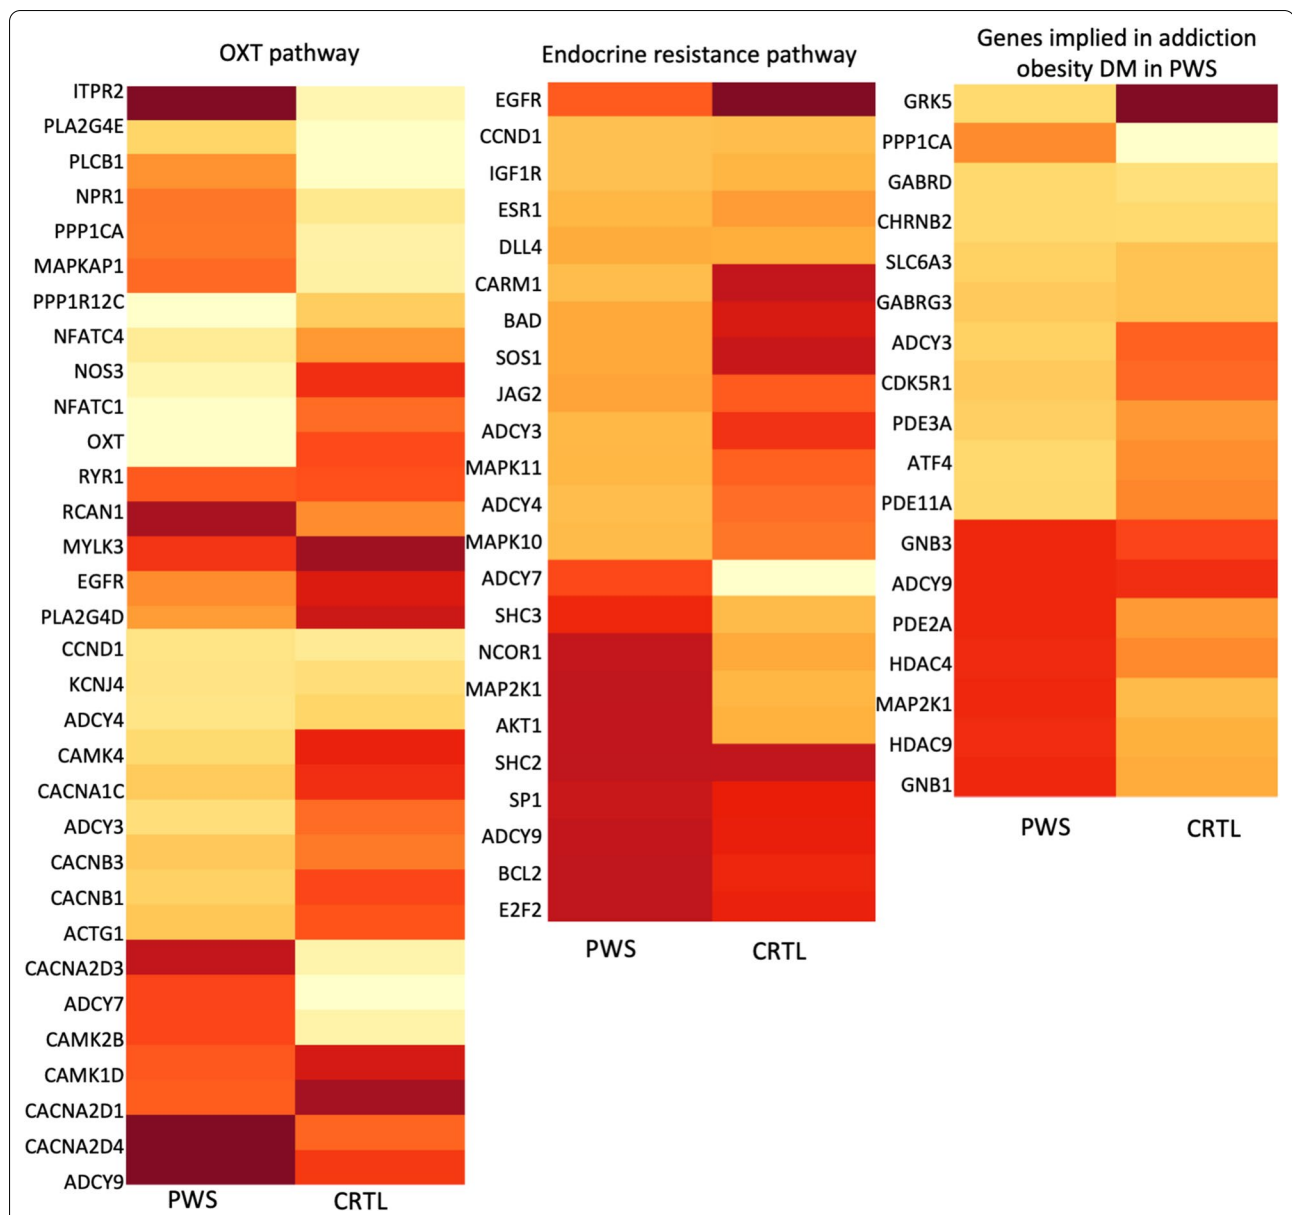 OXT pathway
ITPR2
PLA2G4E
PLCB1
NPR1
PPP1CA
MAPKAP1
PPP1R12C
NFATC4
NOS3
NFATC1
OXT
RYR1
RCAN1
MYLK3
EGFR
PLA2G4D
CCND1
KCNJ4
ADCY4
CAMK4
CACNA1C
ADCY3
CACNB3
CACNB1
ACTG1
CACNA2D3
ADCY7
CAMK2B
CAMK1D
CACNA2D1
CACNA2D4
ADCY9
PWS
CRTL
Endocrine resistance pathway
EGFR
CCND1
IGF1R
ESR1
DLL4
CARM1
BAD
SOS1
JAG2
ADCY3
MAPK11
ADCY4
MAPK10
ADCY7
SHC3
NCOR1
MAP2K1
AKT1
SHC2
SP1
ADCY9
BCL2
E2F2
PWS
CRTL
Genes implied in addiction
obesity DM in PWS
GRK5
PPP1CA
GABRD
CHRNB2
SLC6A3
GABRG3
ADCY3
CDK5R1
PDE3A
ATF4
PDE11A
GNB3
ADCY9
PDE2A
HDAC4
MAP2K1
HDAC9
GNB1
PWS
CRTL